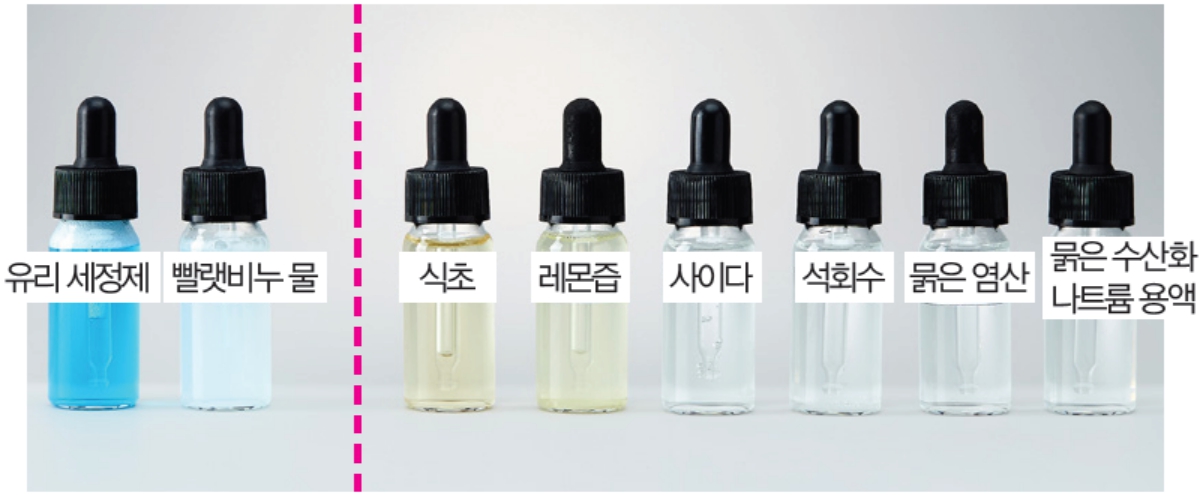 유리 세정제
빨랫비누 물
식초
레몬즙
사이다
석회수
묽은 염산
묽은 수산화
나트륨 용액